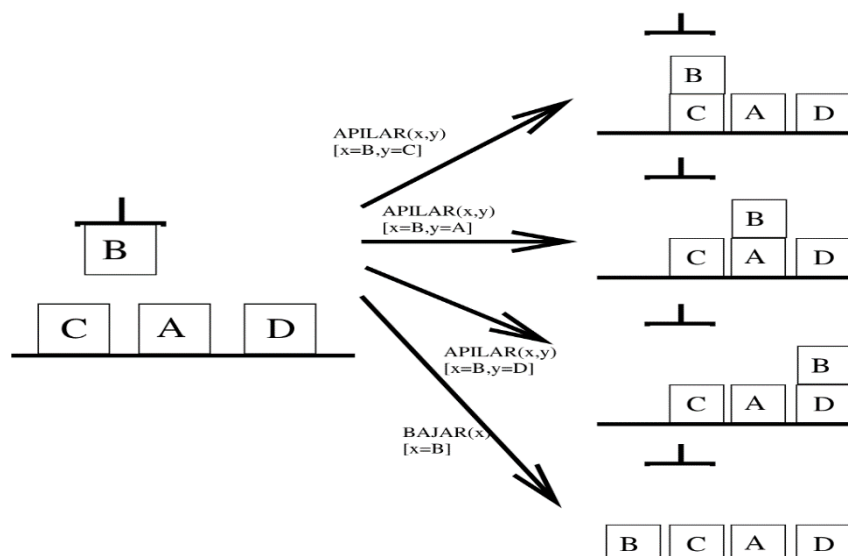 B
C A D
APILAR(x,y)
[x=B,y=C]
APILAR(x,y)
[x=B,y=A]
APILAR(x,y)
[x=B,y=D]
BAJAR(x)
[x=B]
B
C A D
B
C A D
B
C A D
B C A D